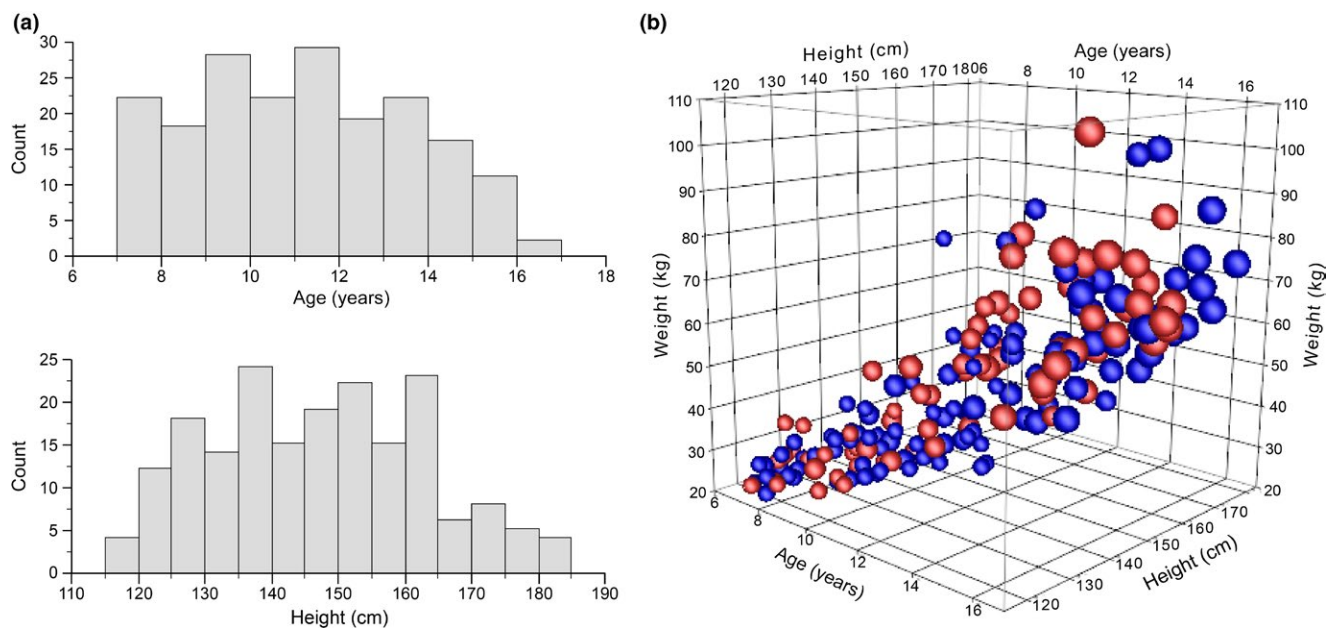 (a)
30
25
20
15
10
5
0
Count
6 8 10 12 14 16 18
Age (years)
25
20
15
10
5
0
Count
110 120 130 140 150 160 170 180 190
Height (cm)
(b)
Height (cm) Age (years)
120 130 140 150 160 170 180 6 8 10 12 14 16
110 110
100 100
90 90
80 80
70 70
60 60
50 50
40 40
30 30
20 20
Weight (kg) Weight (kg)
6 8 10 12 14 16
Age (years)
120 130 140 150 160 170
Height (cm)